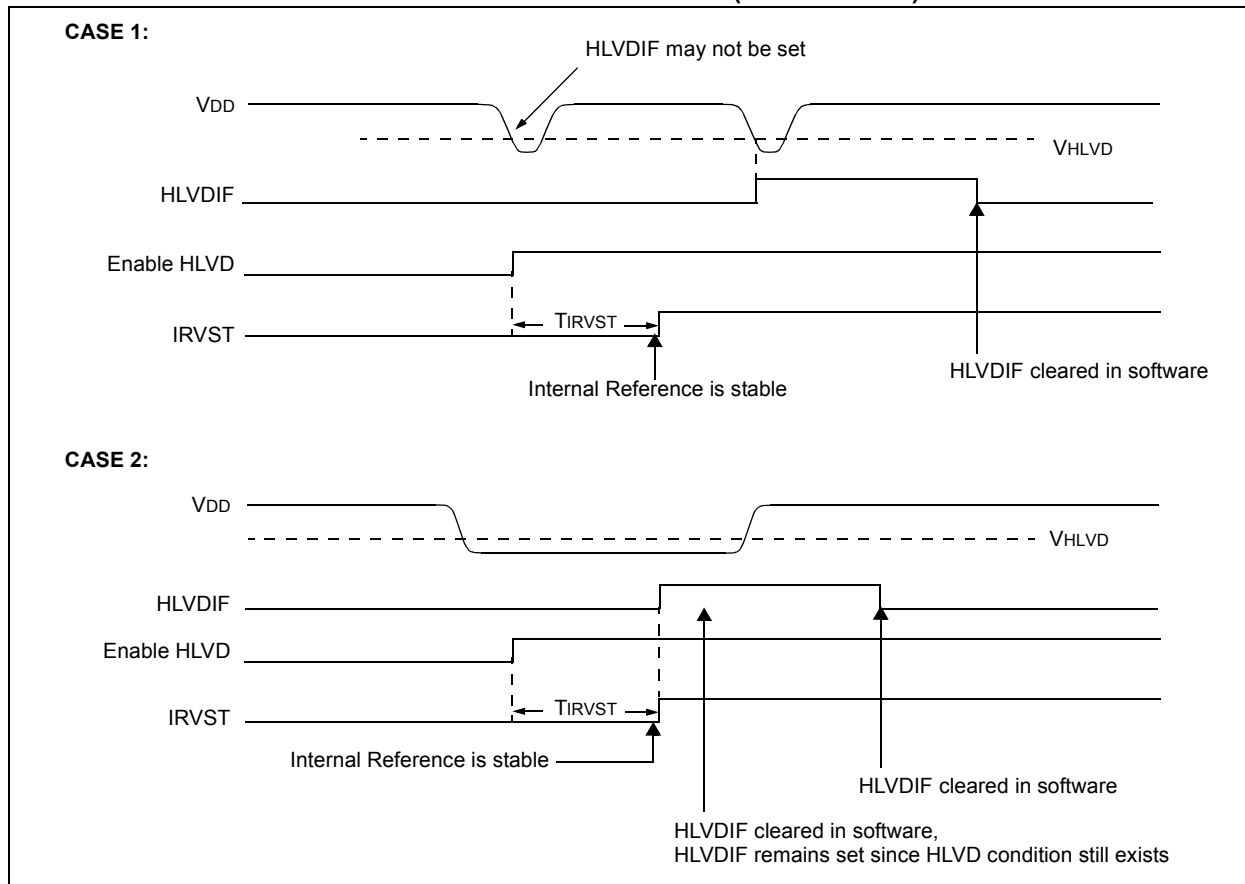 CASE 1:
HLVDIF may not be set
VDD
VHLVD
HLVDIF
Enable HLVD
TIRVST
IRVST
HLVDIF cleared in software
Internal Reference is stable
CASE 2:
VDD
VHLVD
HLVDIF
Enable HLVD
TIRVST
IRVST
Internal Reference is stable
HLVDIF cleared in software
HLVDIF cleared in software,
HLVDIF remains set since HLVD condition still exists